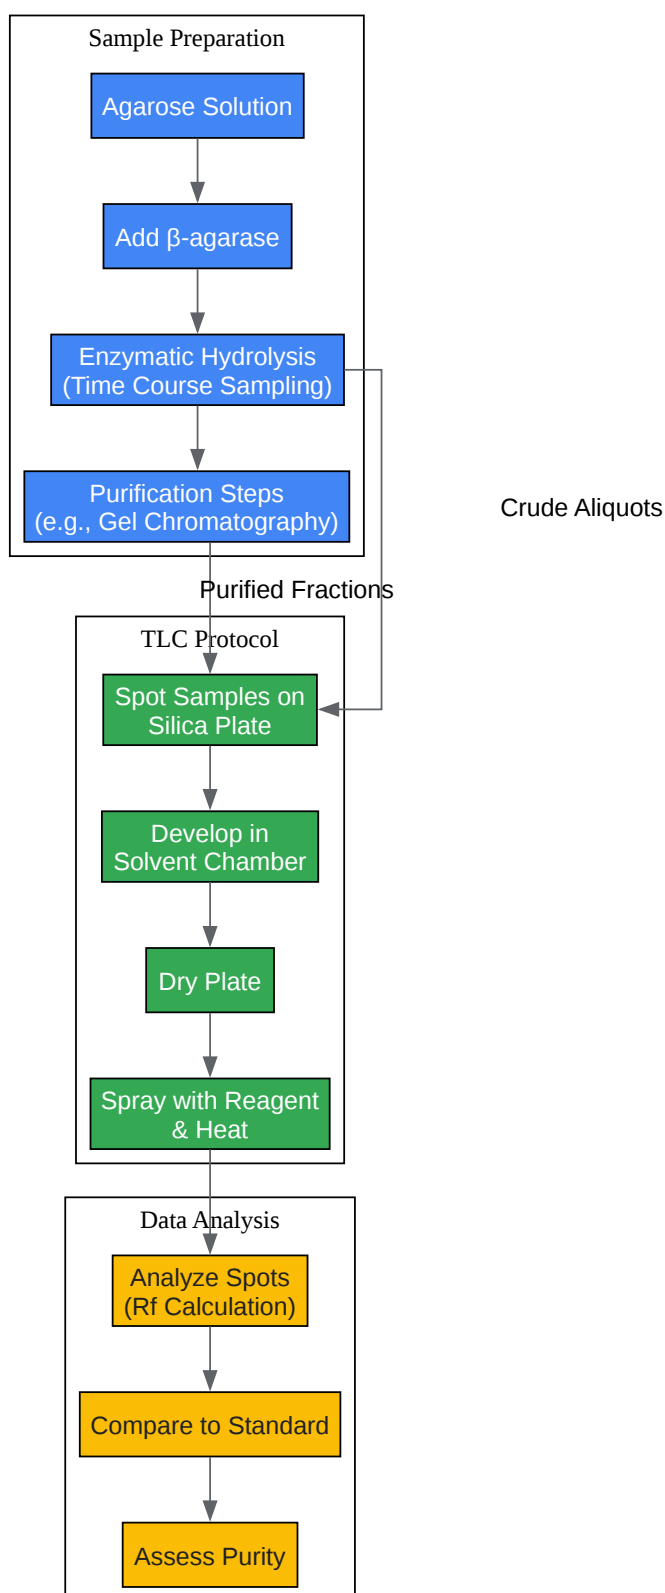 Sample Preparation
Agarose Solution
Add β-agarase
Enzymatic Hydrolysis
(Time Course Sampling)
Purification Steps
(e.g., Gel Chromatography)
Crude Aliquots
Purified Fractions
TLC Protocol
Spot Samples on
Silica Plate
Develop in
Solvent Chamber
Dry Plate
Spray with Reagent
& Heat
Data Analysis
Analyze Spots
(Rf Calculation)
Compare to Standard
Assess Purity